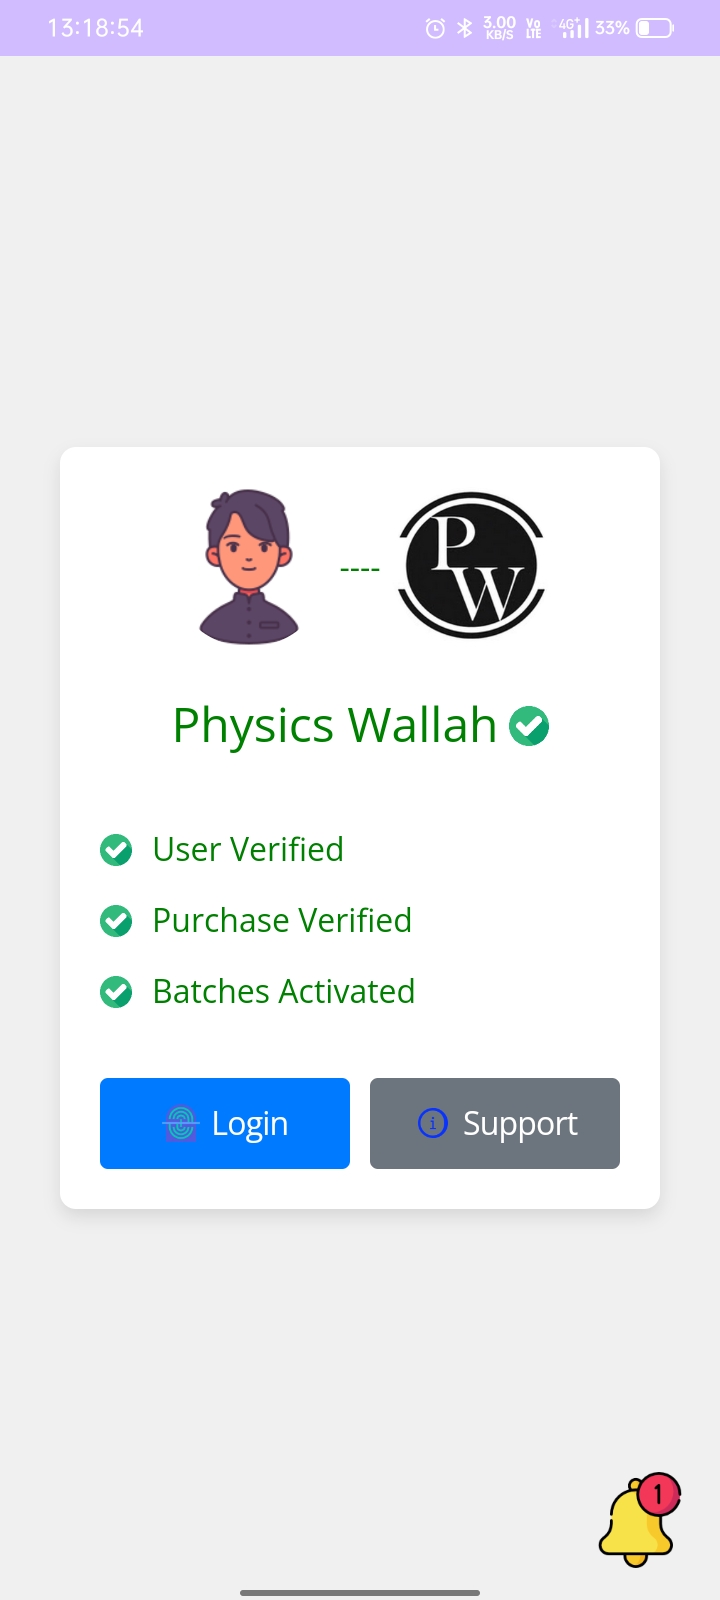 13:18:54 3.00 KB/S Vo LTE 4G+ 33%
---- PW
Physics Wallah
User Verified
Purchase Verified
Batches Activated
Login Support
1